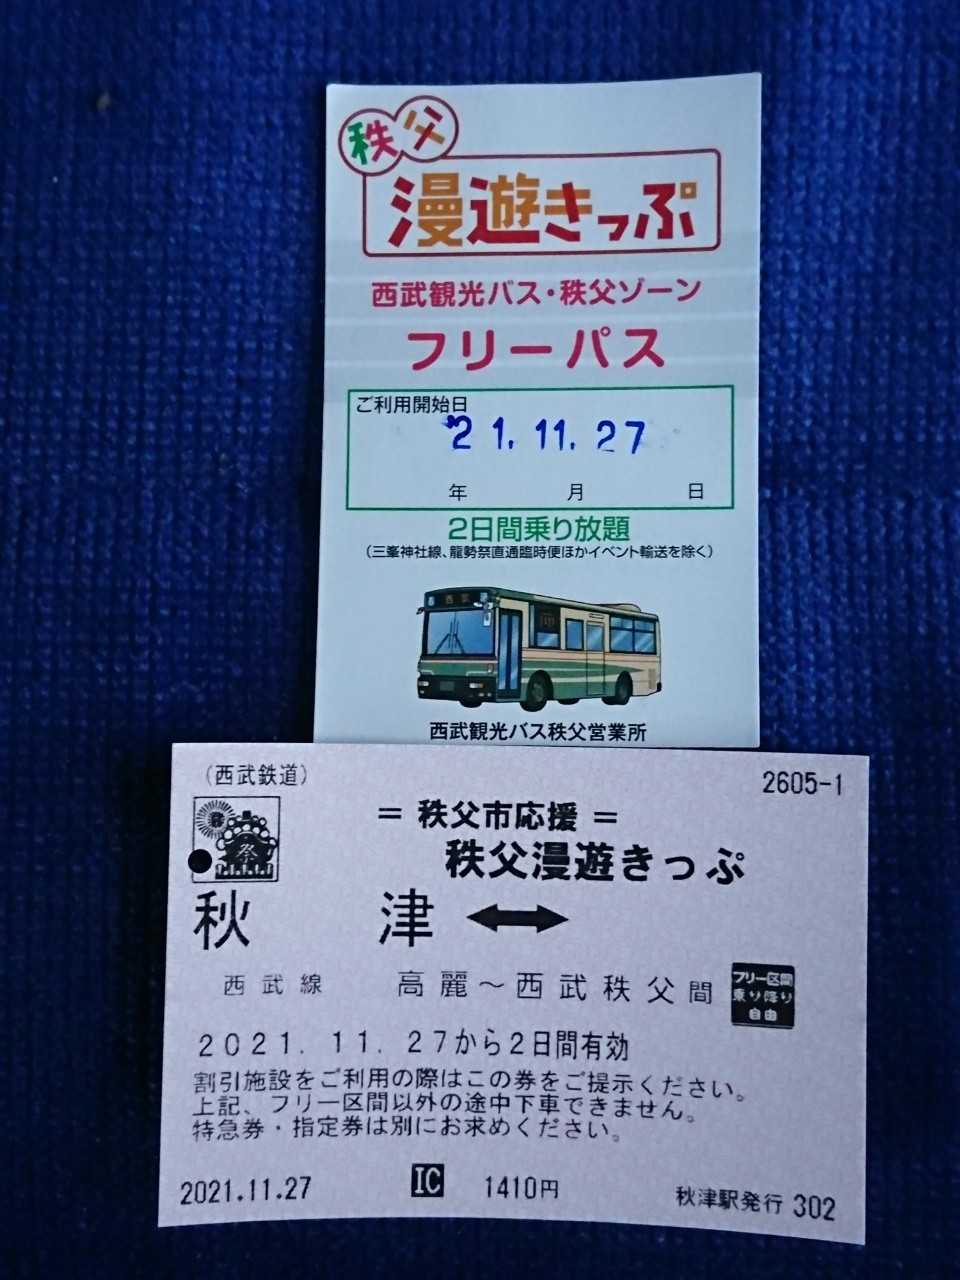 秩父
漫遊きっぷ
西武観光バス・秩父ゾーン
フリーパス
ご利用開始日
'21.11.27
年 月 日
2日間乗り放題
(三峯神社線、龍勢祭直通臨時便ほかイベント輸送を除く)
西武観光バス秩父営業所
(西武鉄道)
2605-1
祭
=秩父市応援=
秩父漫遊きっぷ
秋 津 ↔
西武線 高麗～西武秩父間
フリー区間
乗り降り
自由
2021.11.27から2日間有効
割引施設をご利用の際はこの券をご提示ください。
上記、フリー区間以外の途中下車できません。
特急券・指定券は別にお求めください。
2021.11.27 IC 1410円 秋津駅発行 302